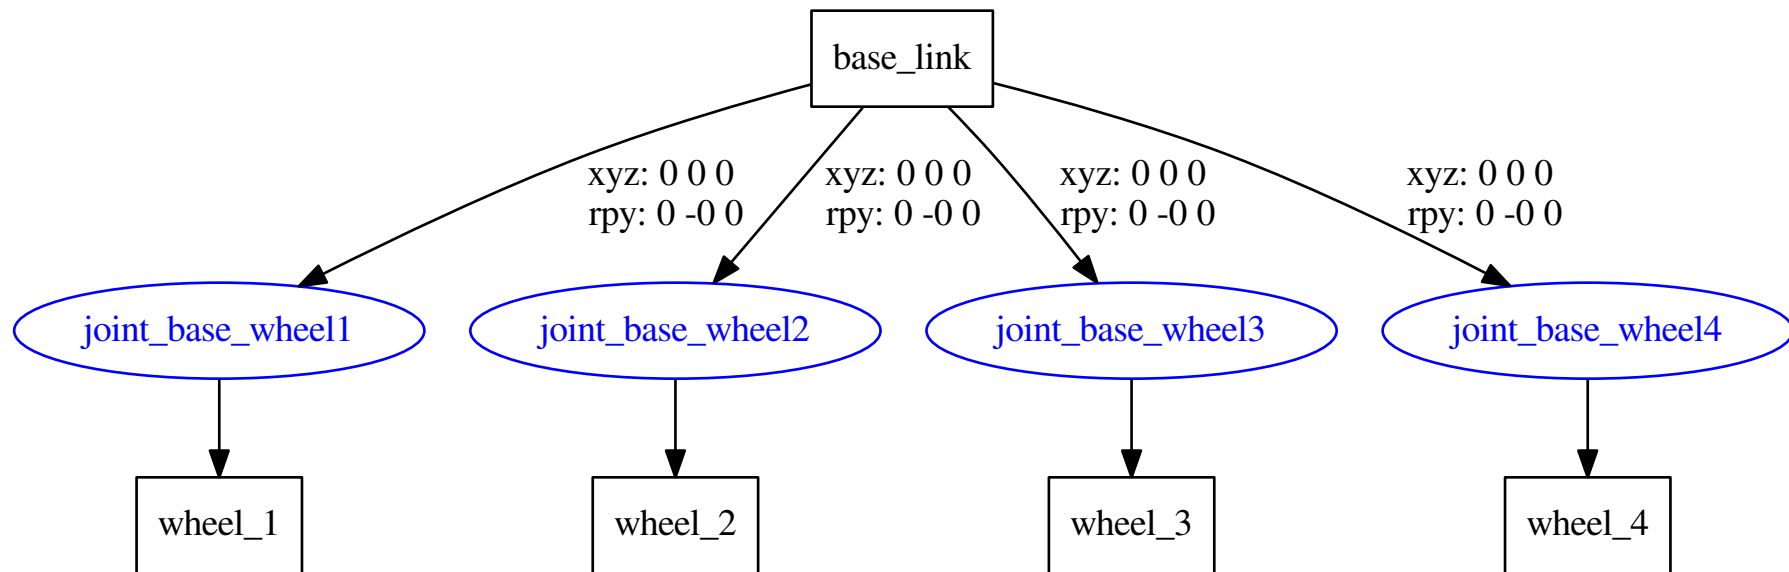 base_link
xyz: 0 0 0
rpy: 0 -0 0
xyz: 0 0 0
rpy: 0 -0 0
xyz: 0 0 0
rpy: 0 -0 0
xyz: 0 0 0
rpy: 0 -0 0
joint_base_wheel1
joint_base_wheel2
joint_base_wheel3
joint_base_wheel4
wheel_1
wheel_2
wheel_3
wheel_4